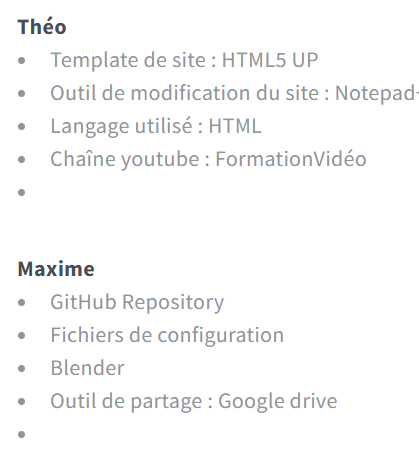 Théo
• Template de site : HTML5 UP
• Outil de modification du site : Notepad
• Langage utilisé : HTML
• Chaîne youtube : FormationVidéo
•
Maxime
• GitHub Repository
• Fichiers de configuration
• Blender
• Outil de partage : Google drive
•